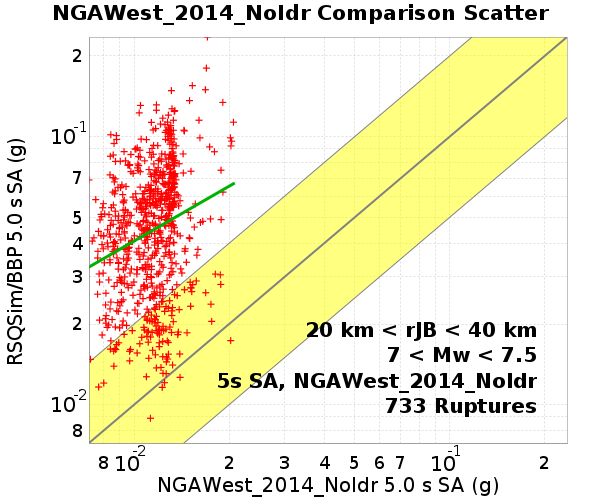 NGAWest_2014_NoIdr Comparison Scatter
RSQSim/BBP 5.0 s SA (g)
2
10⁻¹
7
5
4
3
2
10⁻²
8
20 km < rJB < 40 km
7 < Mw < 7.5
5s SA, NGAWest_2014_NoIdr
733 Ruptures
8 10⁻² 2 3 4 5 6 7 10⁻¹ 2
NGAWest_2014_NoIdr 5.0 s SA (g)